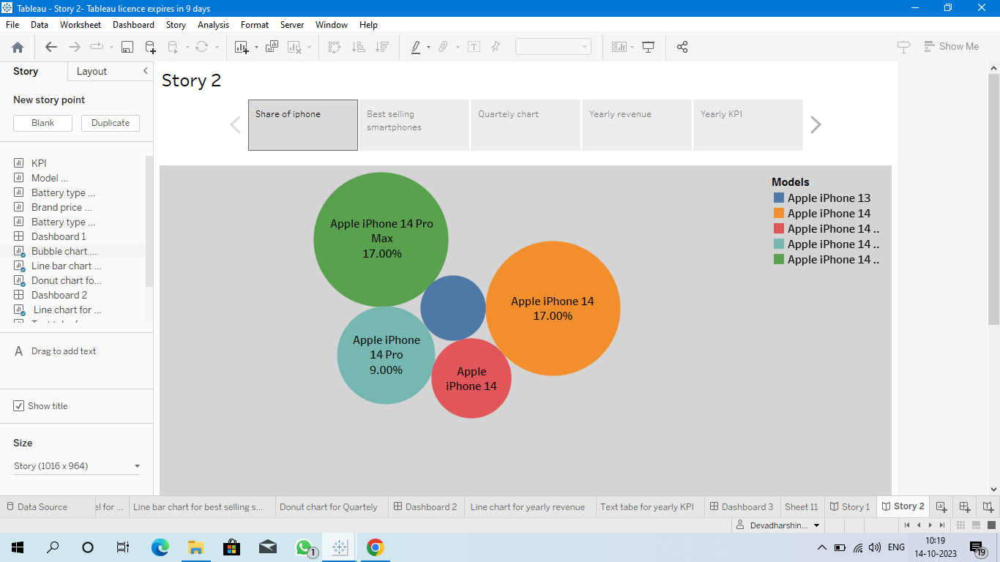 Tableau - Story 2- Tableau licence expires in 9 days
File Data Worksheet Dashboard Story Analysis Format Server Window Help
Show Me
Story Layout
New story point
Blank Duplicate
KPI
Model ...
Battery type ...
Brand price ...
Battery type ...
Dashboard 1
Bubble chart ...
Line bar chart ...
Donut chart fo...
Dashboard 2
Line chart for ...
A Drag to add text
Show title
Size
Story (1016 x 964)
Story 2
Share of iphone
Best selling
smartphones
Quartely chart
Yearly revenue
Yearly KPI
Apple iPhone 14 Pro
Max
17.00%
Apple iPhone 14
17.00%
Apple iPhone
14 Pro
9.00%
Apple
iPhone 14
Models
Apple iPhone 13
Apple iPhone 14
Apple iPhone 14 ..
Apple iPhone 14 ..
Apple iPhone 14 ..
Data Source el for ... Line bar chart for best selling s... Donut chart for Quartely Dashboard 2 Line chart for yearly revenue Text tabe for yearly KPI Dashboard 3 Sheet 11 Story 1 Story 2
Devadharshin...
1
ENG
10:19
14-10-2023
19